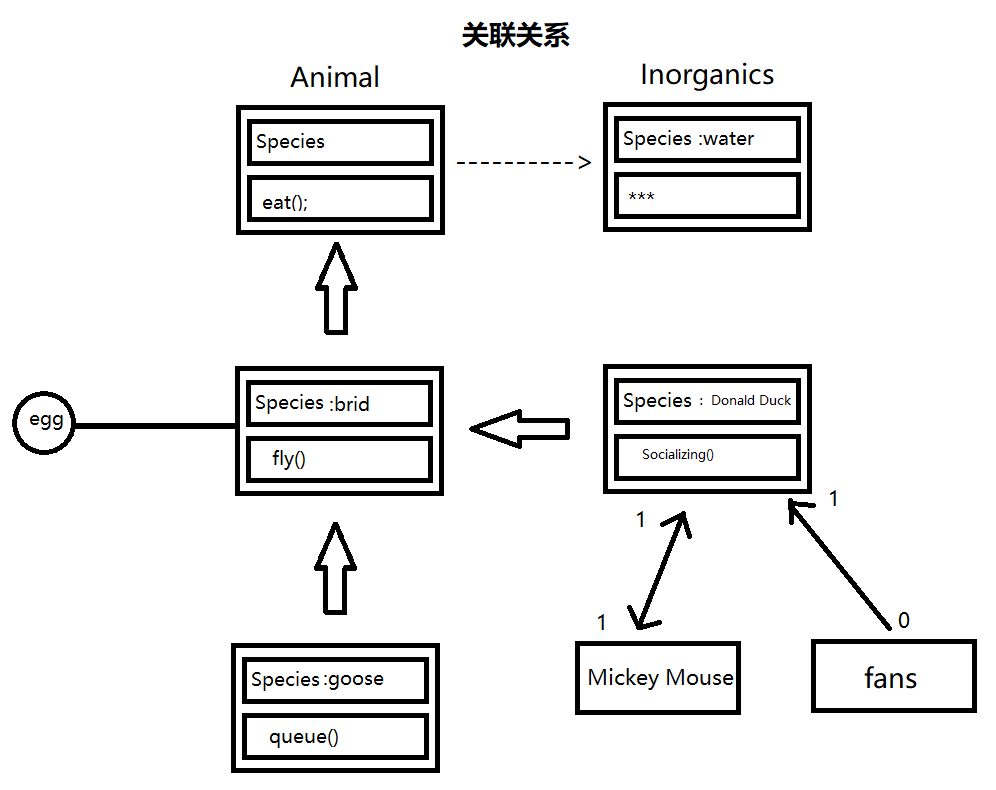 关联关系
Animal
Inorganics
Species
Species :water
---------->
eat();
***
egg
Species :brid
Species : Donald Duck
fly()
Socializing()
1
1
1
0
Mickey Mouse
fans
Species :goose
queue()